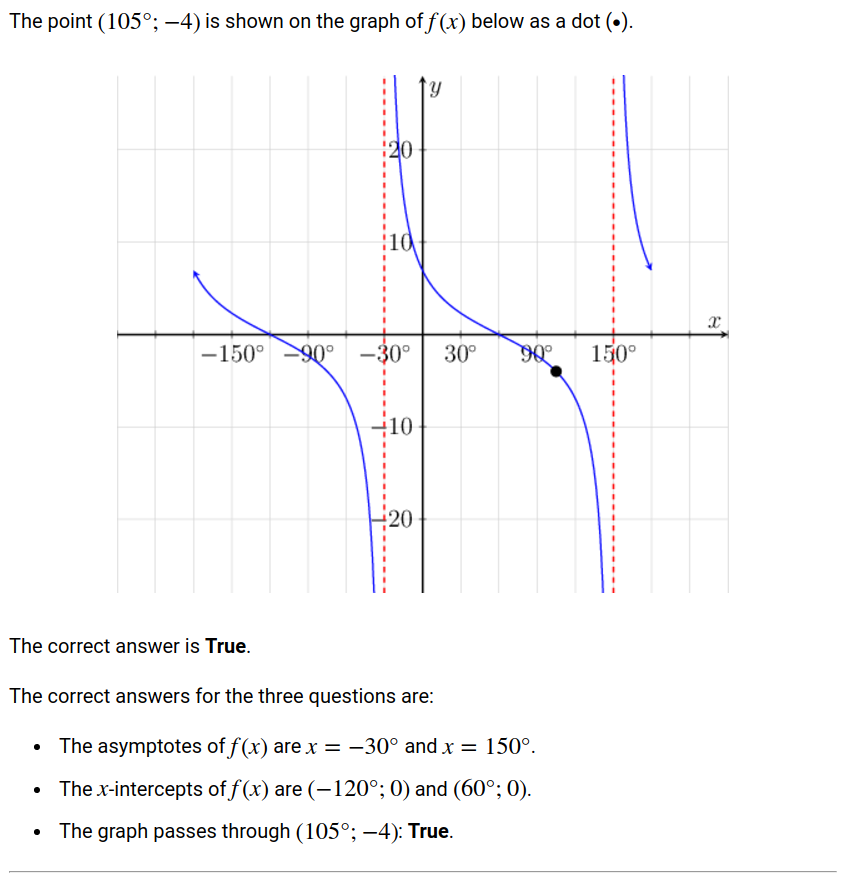 The point (105°; −4) is shown on the graph of f(x) below as a dot (•).
y
20
10
x
−150° −90° −30° 30° 90° 150°
−10
−20
The correct answer is True.
The correct answers for the three questions are:
• The asymptotes of f(x) are x = −30° and x = 150°.
• The x-intercepts of f(x) are (−120°; 0) and (60°; 0).
• The graph passes through (105°; −4): True.